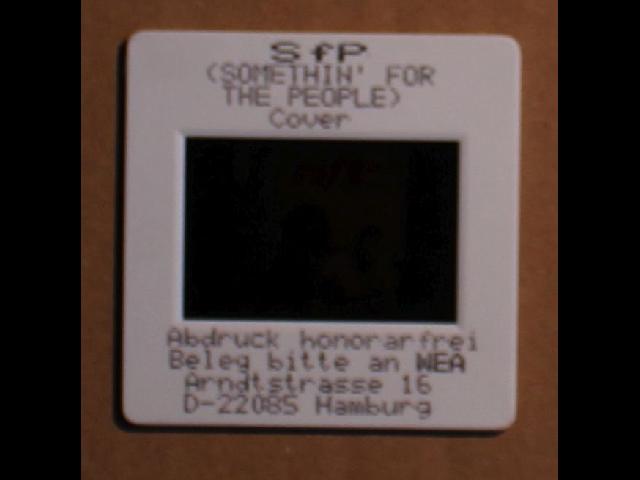 SfP
(SOMETHIN' FOR
THE PEOPLE)
Cover
Abdruck honorarfrei
Beleg bitte an WEA
Arndtstrasse 16
D-22085 Hamburg